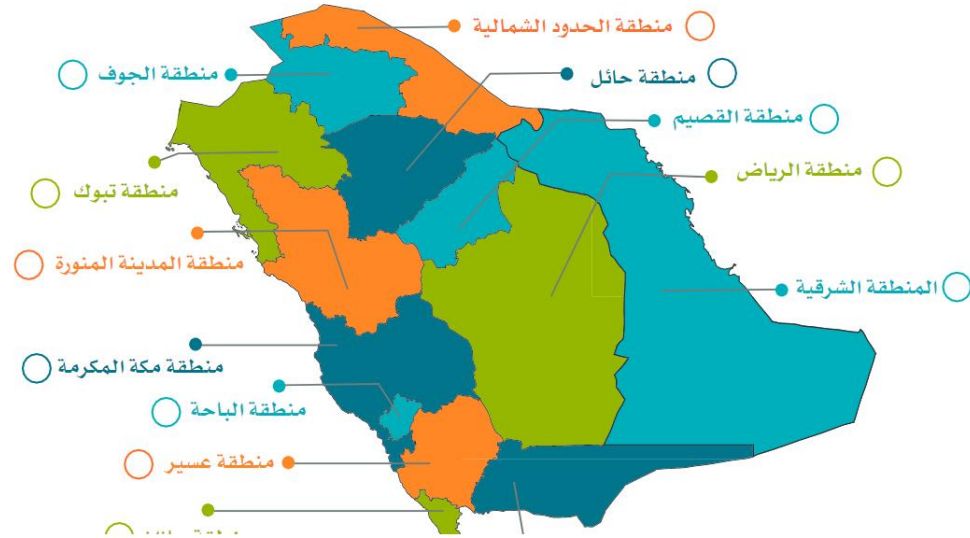 منطقة الحدود الشمالية
منطقة حائل
منطقة الجوف
منطقة القصيم
منطقة الرياض
منطقة تبوك
منطقة المدينة المنورة
المنطقة الشرقية
منطقة مكة المكرمة
منطقة الباحة
منطقة عسير